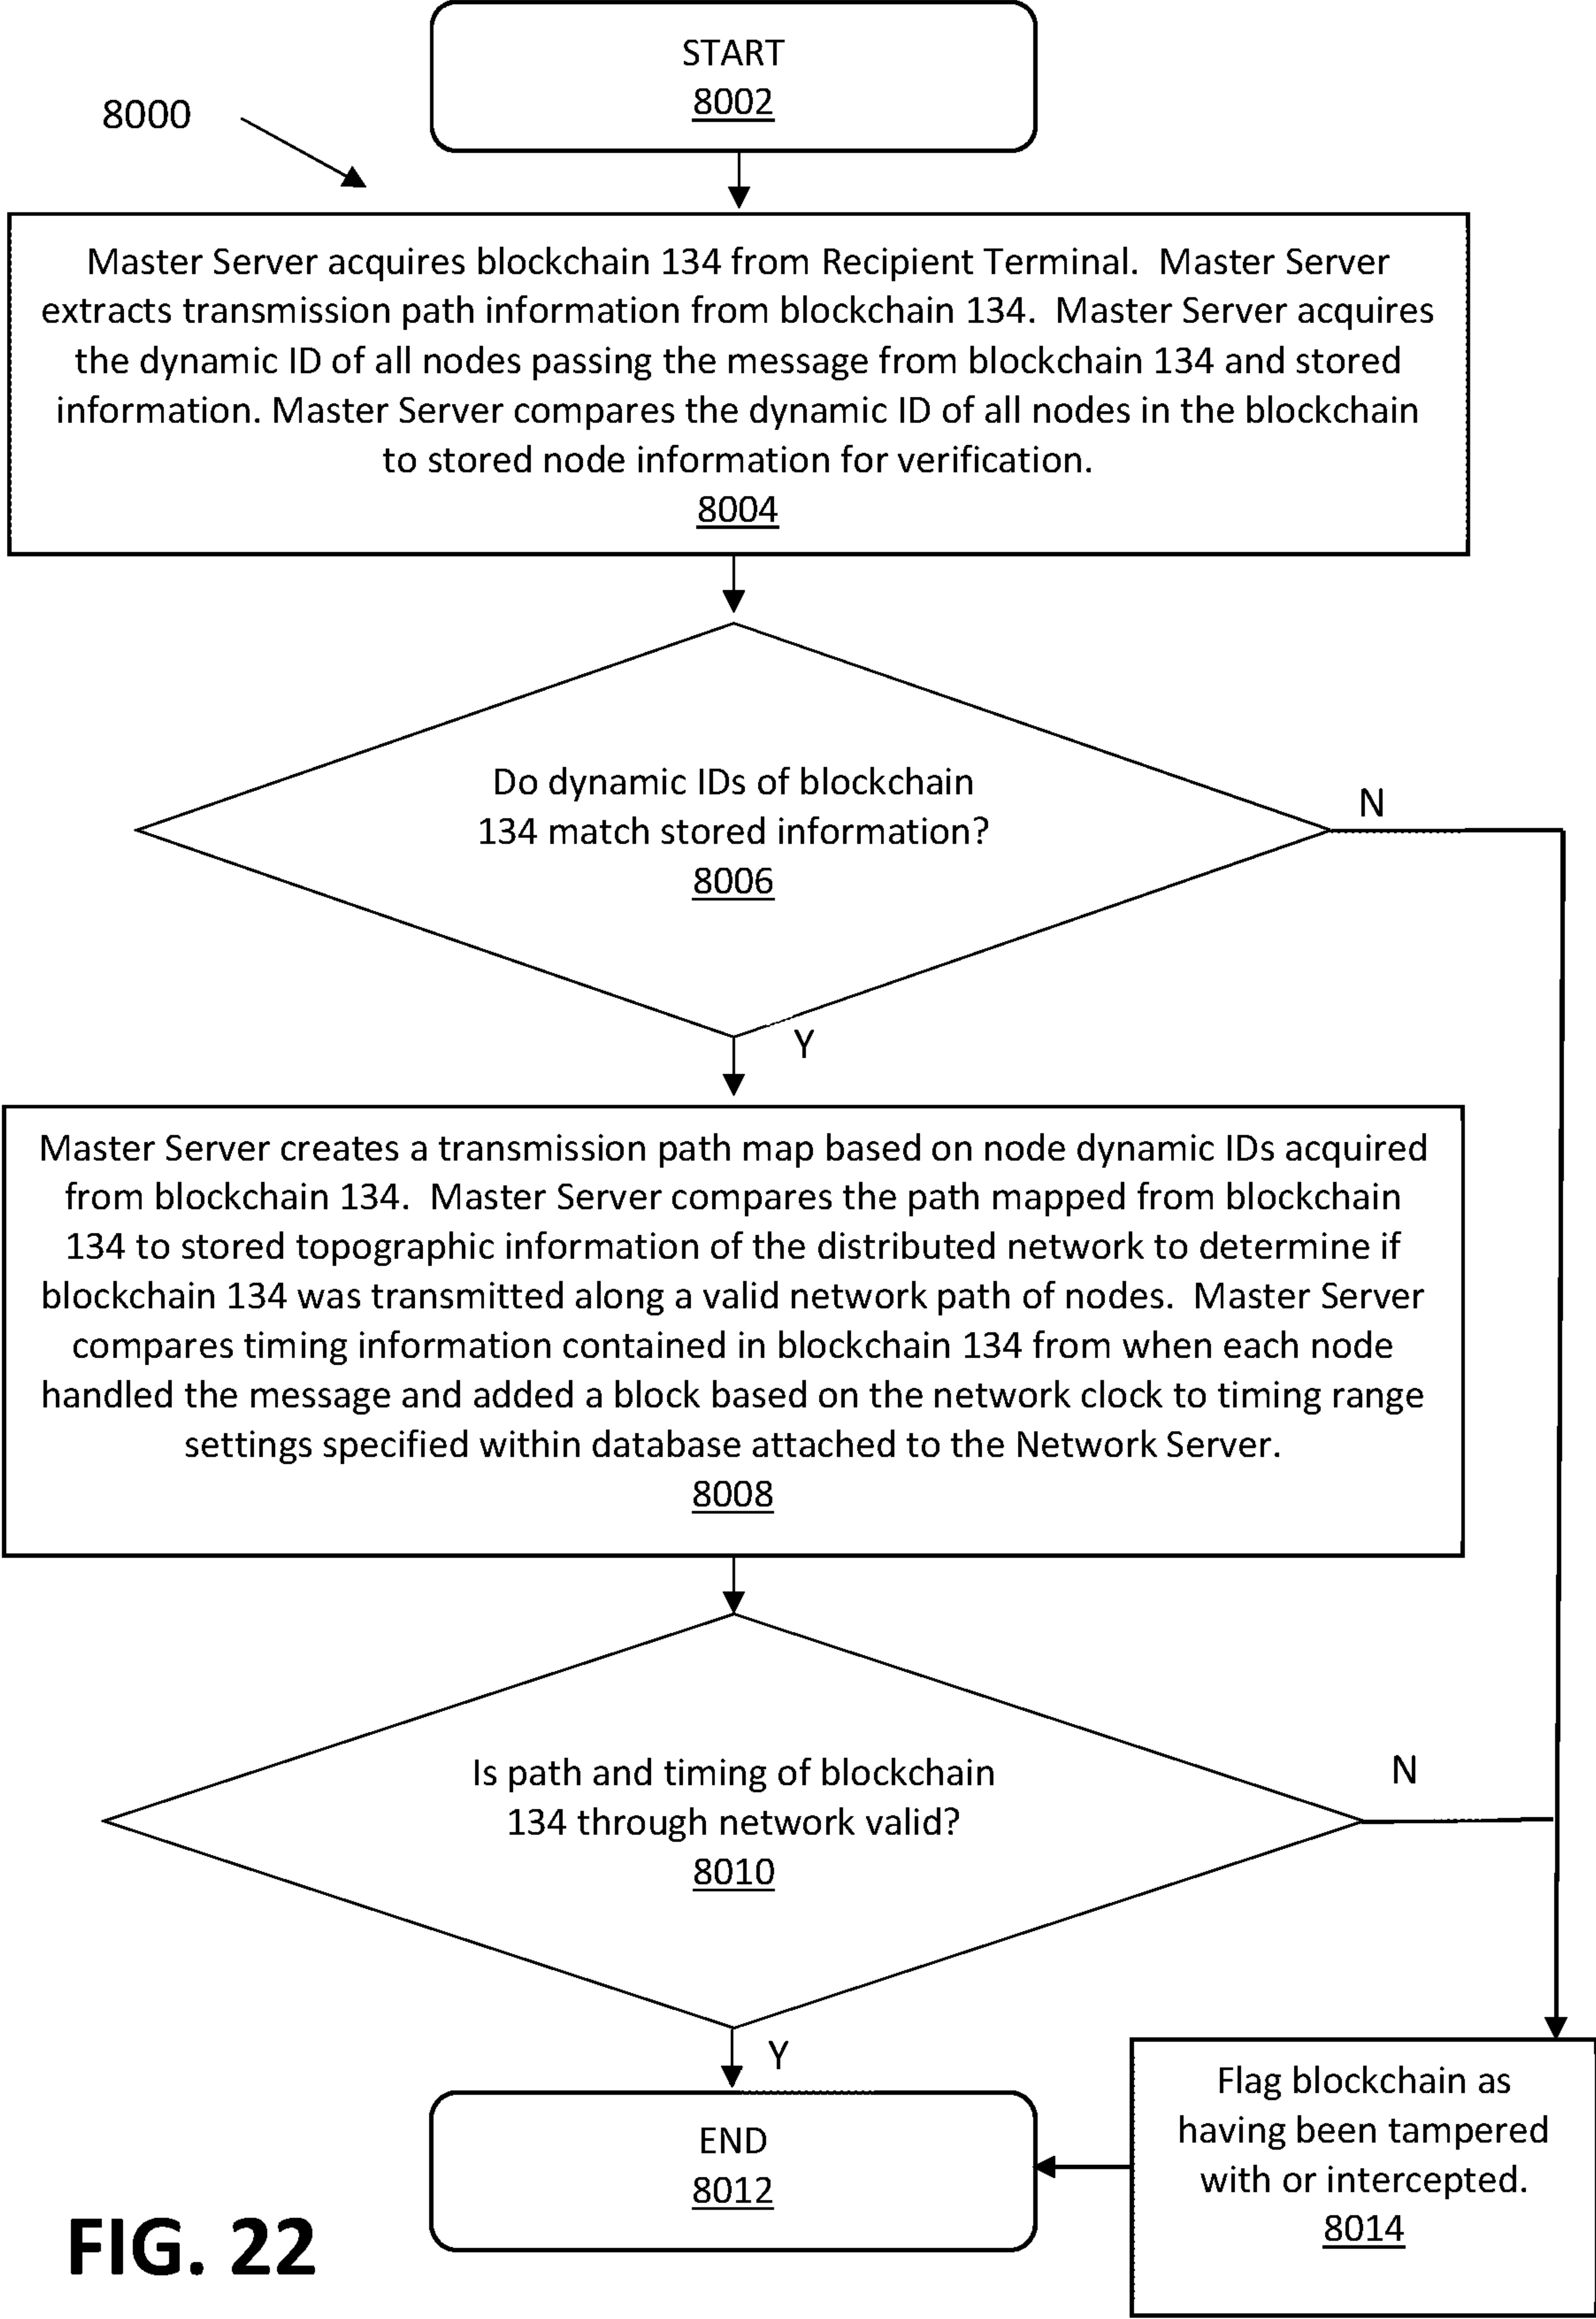 START
8002
8000
Master Server acquires blockchain 134 from Recipient Terminal.  Master Server
extracts transmission path information from blockchain 134.  Master Server acquires
the dynamic ID of all nodes passing the message from blockchain 134 and stored
information. Master Server compares the dynamic ID of all nodes in the blockchain
to stored node information for verification.
8004
Do dynamic IDs of blockchain
134 match stored information?
8006
N
Y
Master Server creates a transmission path map based on node dynamic IDs acquired
from blockchain 134.  Master Server compares the path mapped from blockchain
134 to stored topographic information of the distributed network to determine if
blockchain 134 was transmitted along a valid network path of nodes.  Master Server
compares timing information contained in blockchain 134 from when each node
handled the message and added a block based on the network clock to timing range
settings specified within database attached to the Network Server.
8008
Is path and timing of blockchain
134 through network valid?
8010
N
Y
END
8012
Flag blockchain as
having been tampered
with or intercepted.
8014
FIG. 22